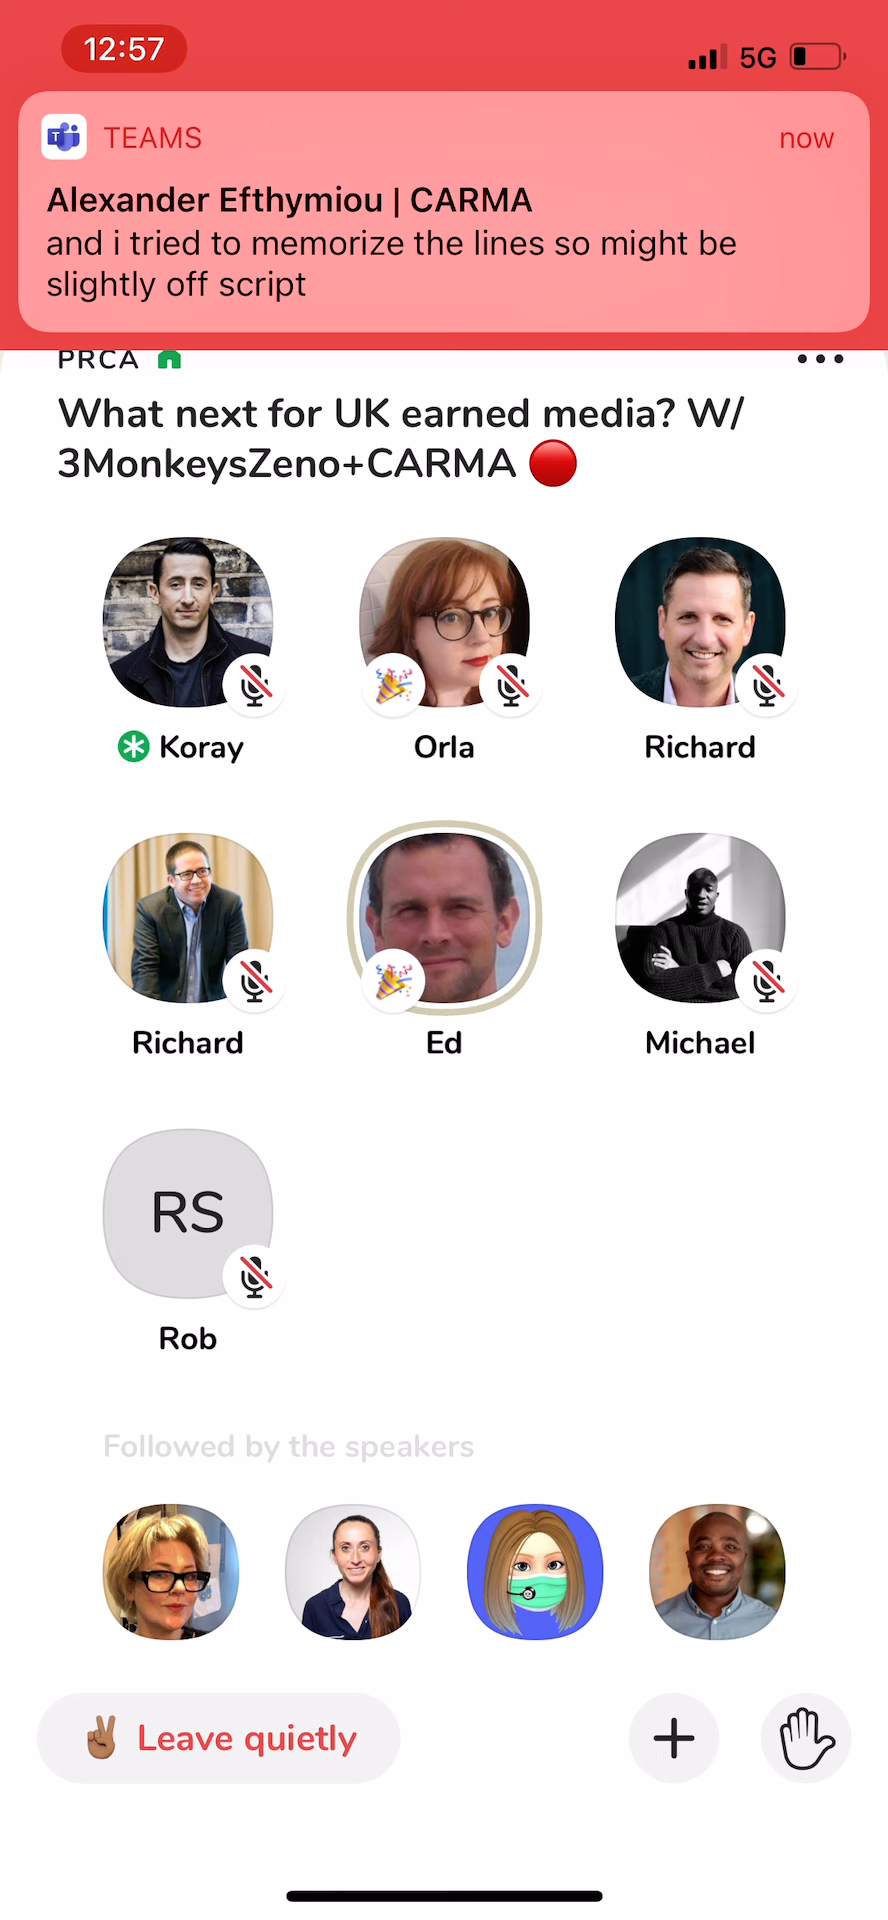 12:57
5G
TEAMS
now
Alexander Efthymiou | CARMA
and i tried to memorize the lines so might be
slightly off script
PRCA
What next for UK earned media? W/
3MonkeysZeno+CARMA 🔴
Koray
Orla
Richard
Richard
Ed
Michael
RS
Rob
Followed by the speakers
✌🏽 Leave quietly